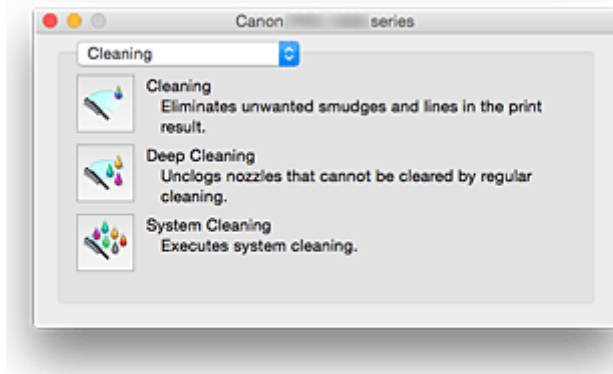 Canon series
Cleaning
Cleaning
Eliminates unwanted smudges and lines in the print
result.
Deep Cleaning
Unclogs nozzles that cannot be cleared by regular
cleaning.
System Cleaning
Executes system cleaning.